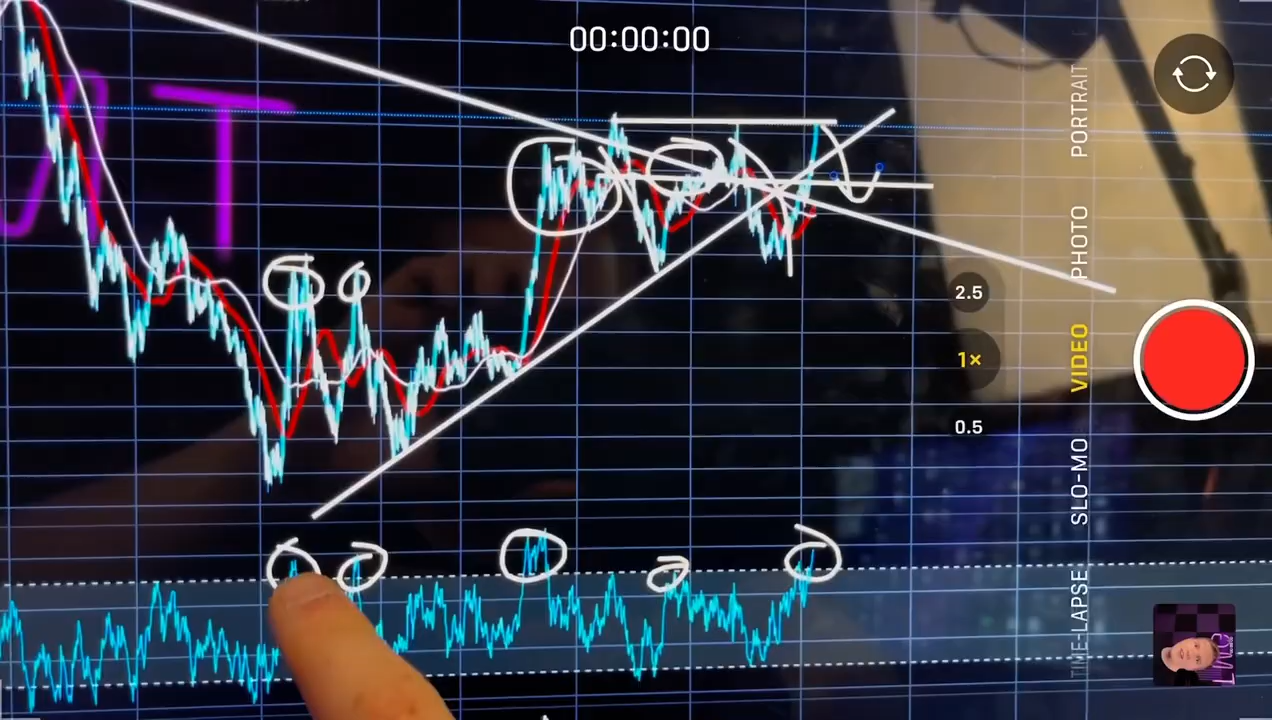 00:00:00
2.5
1×
0.5
PORTRAIT
PHOTO
VIDEO
SLO-MO
TIME-LAPSE